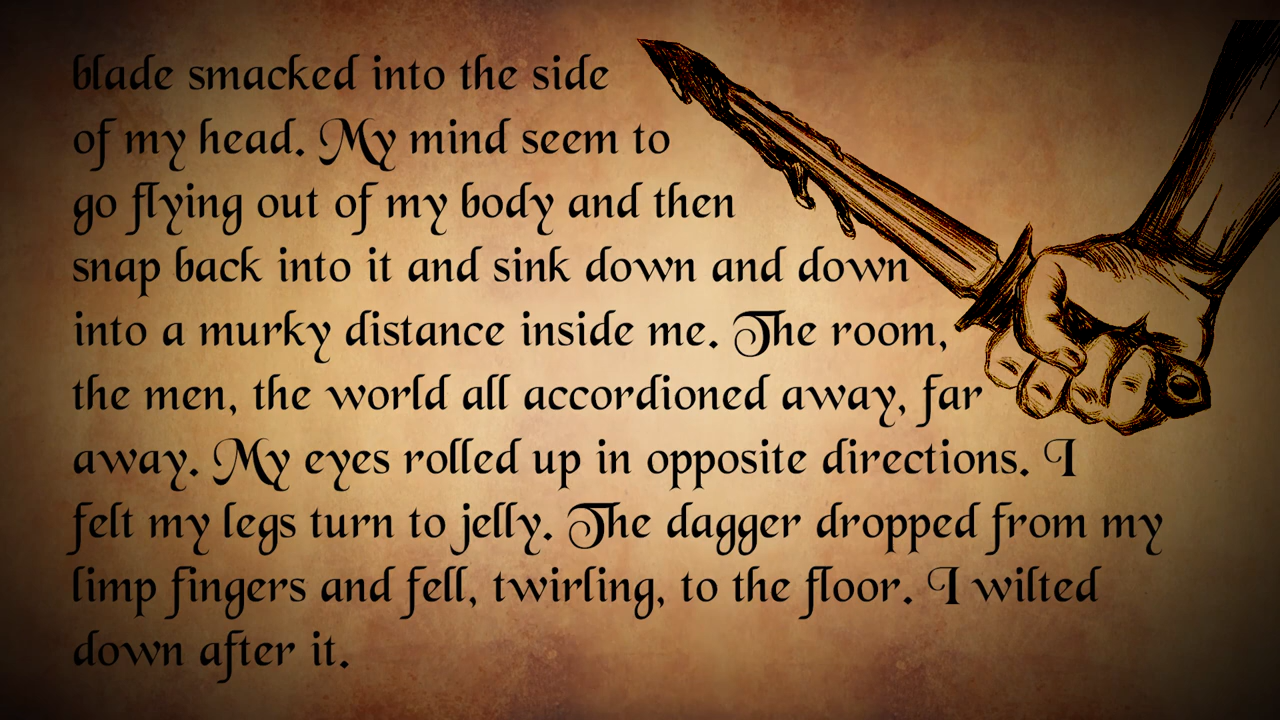 blade smacked into the side
of my head. My mind seem to
go flying out of my body and then
snap back into it and sink down and down
into a murky distance inside me. The room,
the men, the world all accordioned away, far
away. My eyes rolled up in opposite directions. I
felt my legs turn to jelly. The dagger dropped from my
limp fingers and fell, twirling, to the floor. I wilted
down after it.